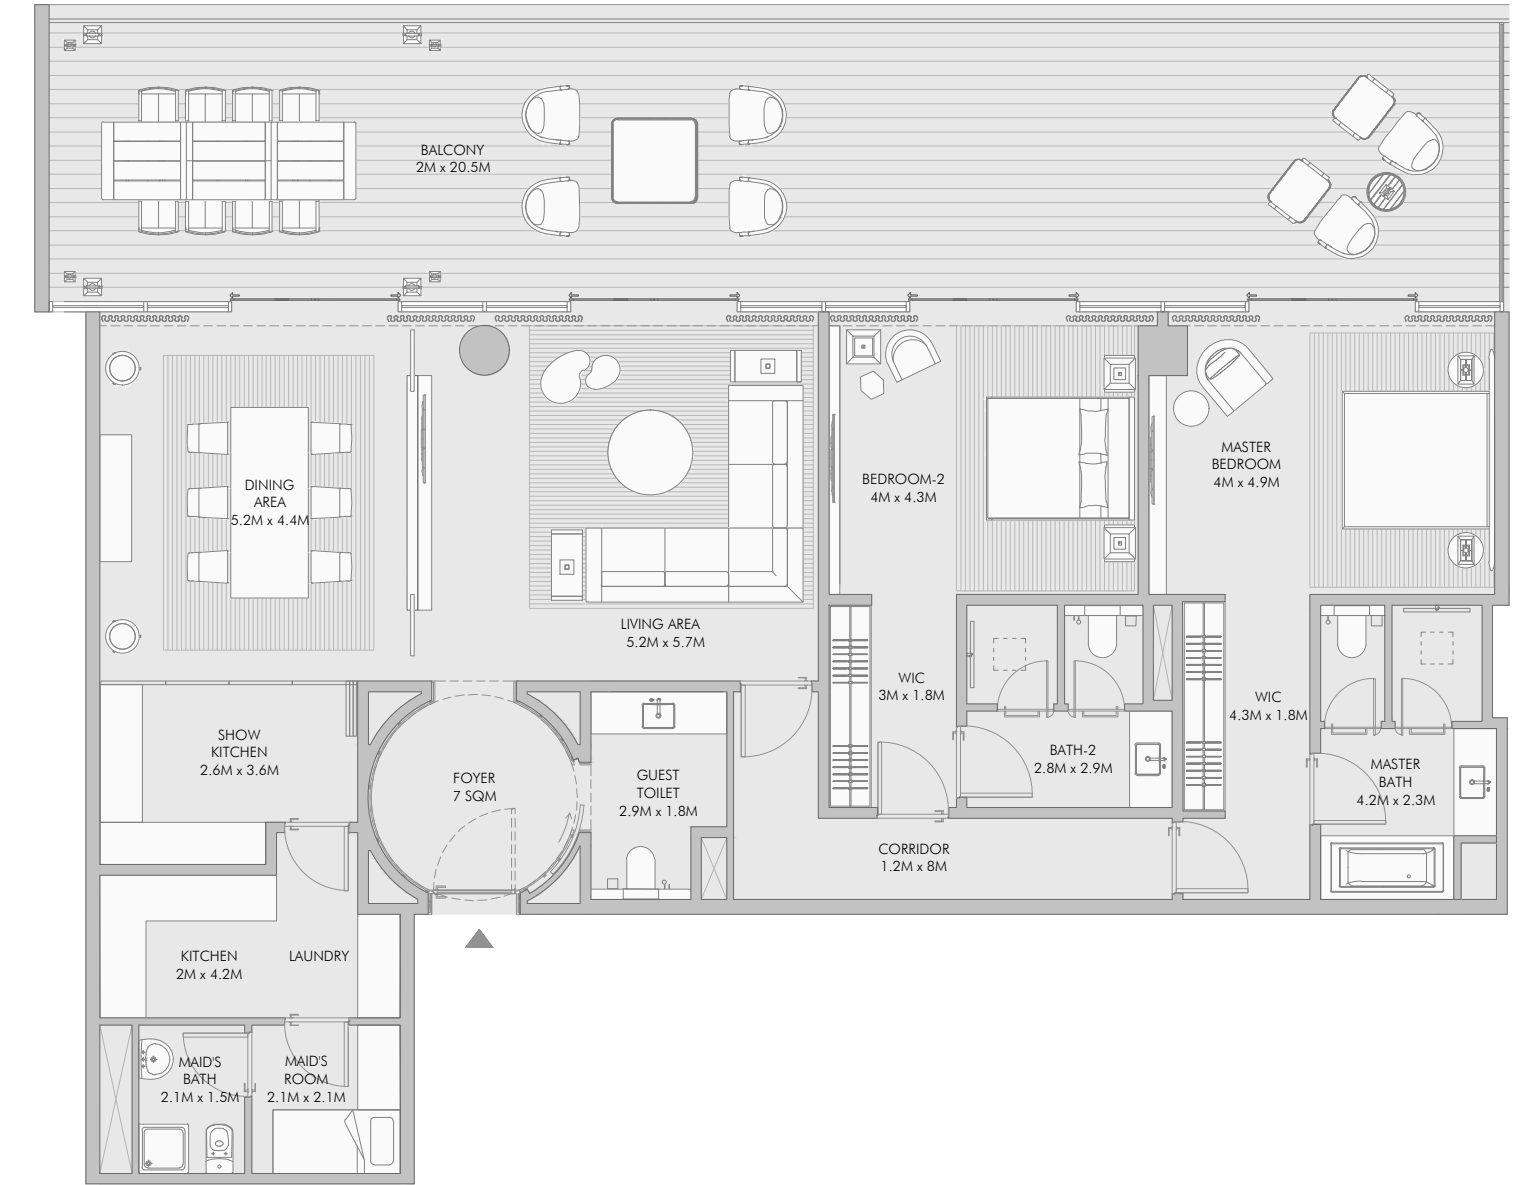 BALCONY
2M x 20.5M
DINING
AREA
5.2M x 4.4M
LIVING AREA
5.2M x 5.7M
BEDROOM-2
4M x 4.3M
MASTER
BEDROOM
4M x 4.9M
WIC
3M x 1.8M
WIC
4.3M x 1.8M
SHOW
KITCHEN
2.6M x 3.6M
FOYER
7 SQM
GUEST
TOILET
2.9M x 1.8M
BATH-2
2.8M x 2.9M
MASTER
BATH
4.2M x 2.3M
CORRIDOR
1.2M x 8M
KITCHEN
2M x 4.2M
LAUNDRY
MAID'S
BATH
2.1M x 1.5M
MAID'S
ROOM
2.1M x 2.1M